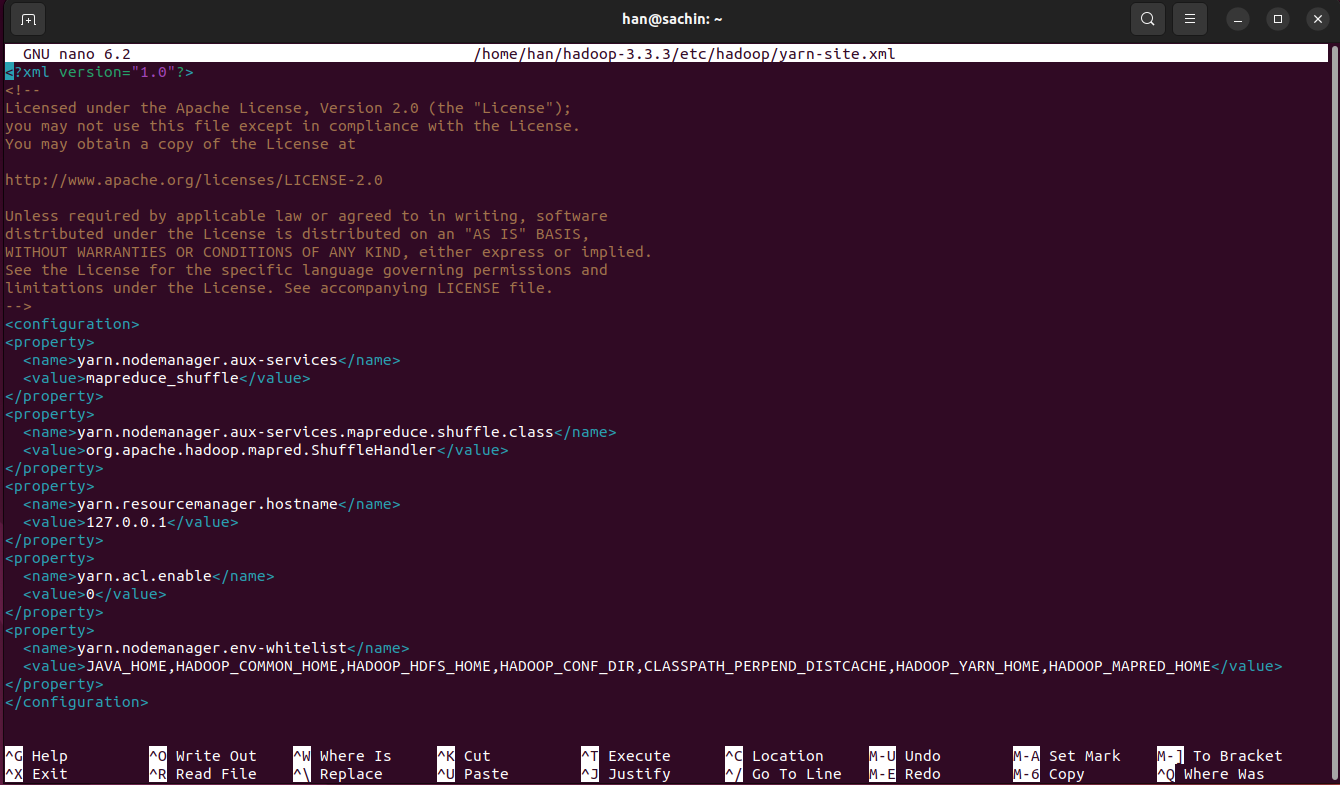 han@sachin: ~
GNU nano 6.2 /home/han/hadoop-3.3.3/etc/hadoop/yarn-site.xml
<?xml version="1.0"?>
<!--
Licensed under the Apache License, Version 2.0 (the "License");
you may not use this file except in compliance with the License.
You may obtain a copy of the License at

http://www.apache.org/licenses/LICENSE-2.0

Unless required by applicable law or agreed to in writing, software
distributed under the License is distributed on an "AS IS" BASIS,
WITHOUT WARRANTIES OR CONDITIONS OF ANY KIND, either express or implied.
See the License for the specific language governing permissions and
limitations under the License. See accompanying LICENSE file.
-->
<configuration>
<property>
  <name>yarn.nodemanager.aux-services</name>
  <value>mapreduce_shuffle</value>
</property>
<property>
  <name>yarn.nodemanager.aux-services.mapreduce.shuffle.class</name>
  <value>org.apache.hadoop.mapred.ShuffleHandler</value>
</property>
<property>
  <name>yarn.resourcemanager.hostname</name>
  <value>127.0.0.1</value>
</property>
<property>
  <name>yarn.acl.enable</name>
  <value>0</value>
</property>
<property>
  <name>yarn.nodemanager.env-whitelist</name>
  <value>JAVA_HOME,HADOOP_COMMON_HOME,HADOOP_HDFS_HOME,HADOOP_CONF_DIR,CLASSPATH_PERPEND_DISTCACHE,HADOOP_YARN_HOME,HADOOP_MAPRED_HOME</value>
</property>
</configuration>
^G Help ^O Write Out ^W Where Is ^K Cut ^T Execute ^C Location M-U Undo M-A Set Mark M-] To Bracket
^X Exit ^R Read File ^\ Replace ^U Paste ^J Justify ^/ Go To Line M-E Redo M-6 Copy ^Q Where Was